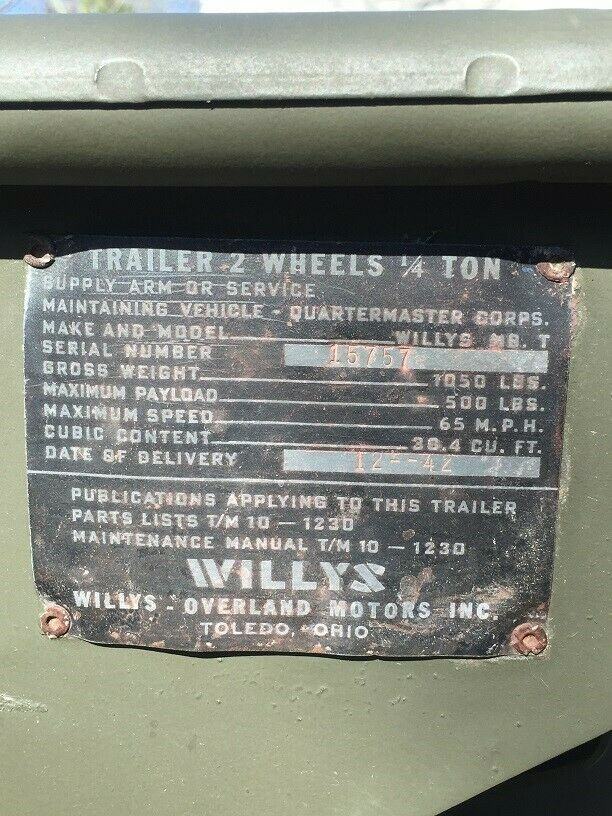 TRAILER 2 WHEELS 1/4 TON
SUPPLY ARM OR SERVICE
MAINTAINING VEHICLE - QUARTERMASTER CORPS.
MAKE AND MODEL WILLYS MB. T
SERIAL NUMBER 15757
GROSS WEIGHT 1050 LBS.
MAXIMUM PAYLOAD 500 LBS.
MAXIMUM SPEED 65 M.P.H.
CUBIC CONTENT 30.4 CU. FT.
DATE OF DELIVERY 12--42
PUBLICATIONS APPLYING TO THIS TRAILER
PARTS LISTS T/M 10 — 1230
MAINTENANCE MANUAL T/M 10 — 1230
WILLYS
WILLYS - OVERLAND MOTORS INC.
TOLEDO, OHIO